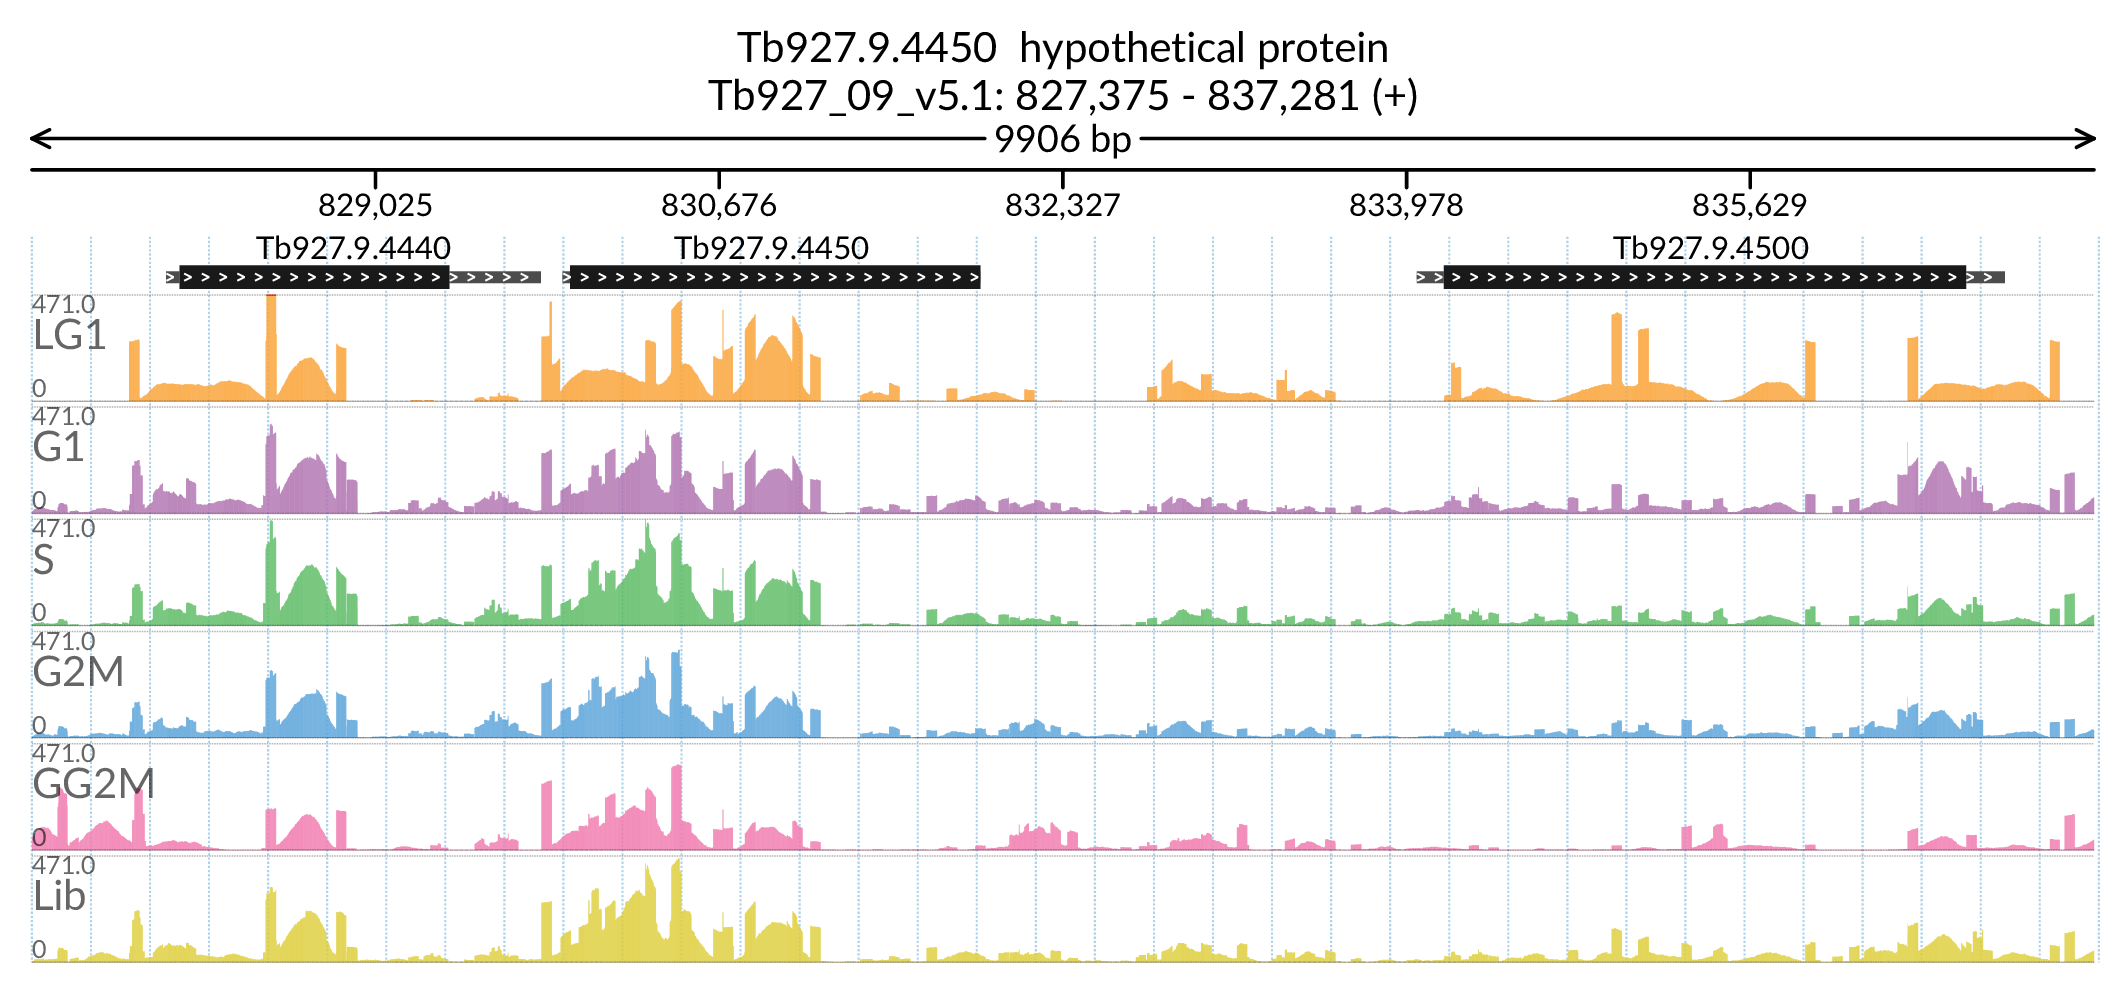 Tb927.9.4450  hypothetical protein
Tb927_09_v5.1: 827,375 - 837,281 (+)
9906 bp
829,025 830,676 832,327 833,978 835,629
Tb927.9.4440 Tb927.9.4450 Tb927.9.4500
471.0
LG1
0
471.0
G1
0
471.0
S
0
471.0
G2M
0
471.0
GG2M
0
471.0
Lib
0